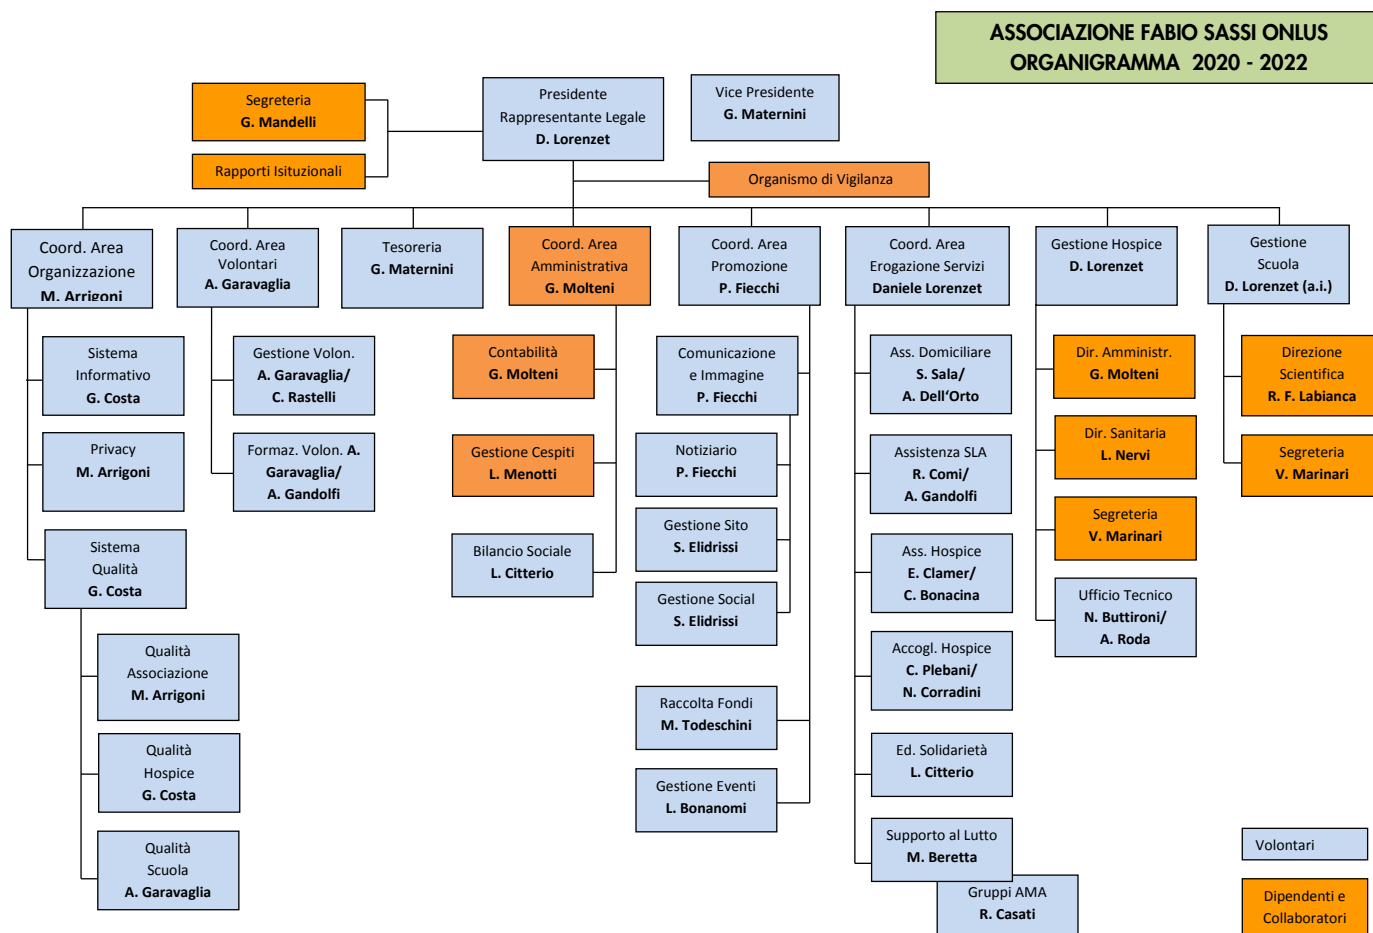 ASSOCIAZIONE FABIO SASSI ONLUS
ORGANIGRAMMA 2020 - 2022
Segreteria
G. Mandelli
Rapporti Isituzionali
Presidente
Rappresentante Legale
D. Lorenzet
Vice Presidente
G. Maternini
Organismo di Vigilanza
Coord. Area
Organizzazione
M. Arrigoni
Coord. Area
Volontari
A. Garavaglia
Tesoreria
G. Maternini
Coord. Area
Amministrativa
G. Molteni
Coord. Area
Promozione
P. Fiecchi
Coord. Area
Erogazione Servizi
Daniele Lorenzet
Gestione Hospice
D. Lorenzet
Gestione
Scuola
D. Lorenzet (a.i.)
Sistema
Informativo
G. Costa
Privacy
M. Arrigoni
Sistema
Qualità
G. Costa
Qualità
Associazione
M. Arrigoni
Qualità
Hospice
G. Costa
Qualità
Scuola
A. Garavaglia
Gestione Volon.
A. Garavaglia/
C. Rastelli
Formaz. Volon. A.
Garavaglia/
A. Gandolfi
Contabilità
G. Molteni
Gestione Cespiti
L. Menotti
Bilancio Sociale
L. Citterio
Comunicazione
e Immagine
P. Fiecchi
Notiziario
P. Fiecchi
Gestione Sito
S. Elidrissi
Gestione Social
S. Elidrissi
Raccolta Fondi
M. Todeschini
Gestione Eventi
L. Bonanomi
Ass. Domiciliare
S. Sala/
A. Dell‘Orto
Assistenza SLA
R. Comi/
A. Gandolfi
Ass. Hospice
E. Clamer/
C. Bonacina
Accogl. Hospice
C. Plebani/
N. Corradini
Ed. Solidarietà
L. Citterio
Supporto al Lutto
M. Beretta
Gruppi AMA
R. Casati
Dir. Amministr.
G. Molteni
Dir. Sanitaria
L. Nervi
Segreteria
V. Marinari
Ufficio Tecnico
N. Buttironi/
A. Roda
Direzione
Scientifica
R. F. Labianca
Segreteria
V. Marinari
Volontari
Dipendenti e
Collaboratori